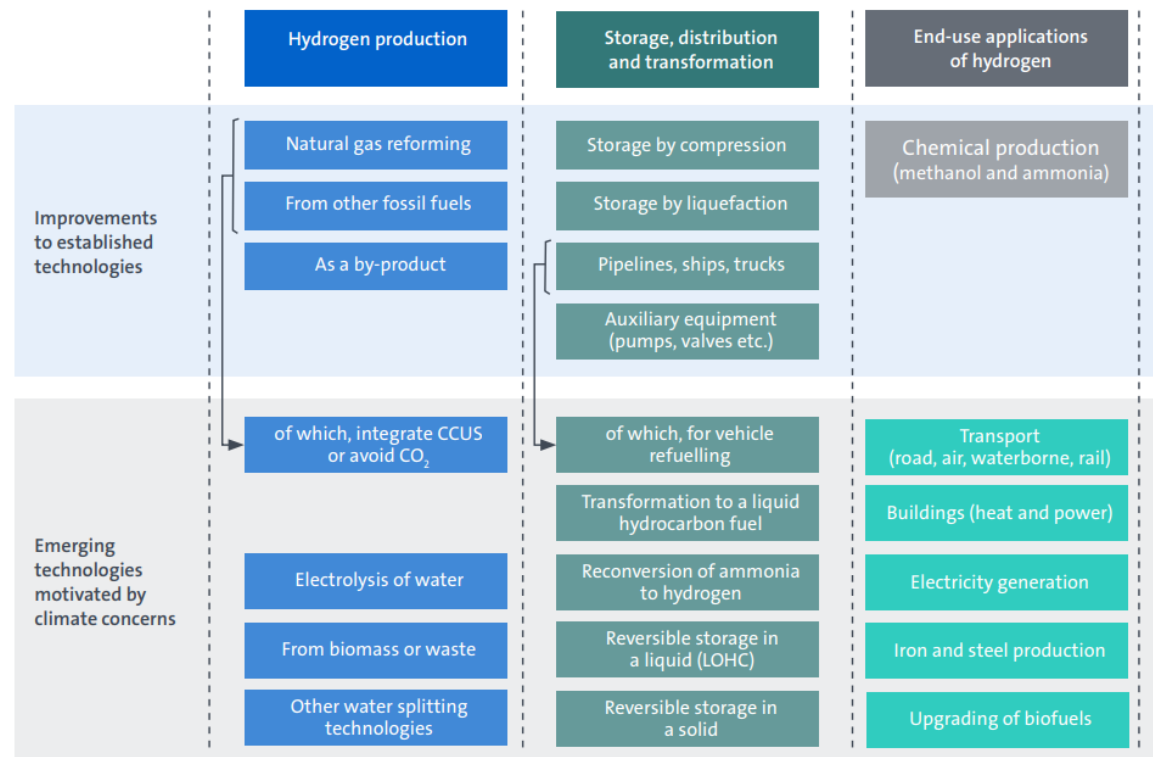 Hydrogen production
Storage, distribution
and transformation
End-use applications
of hydrogen
Improvements
to established
technologies
Natural gas reforming
From other fossil fuels
As a by-product
Storage by compression
Storage by liquefaction
Pipelines, ships, trucks
Auxiliary equipment
(pumps, valves etc.)
Chemical production
(methanol and ammonia)
Emerging
technologies
motivated by
climate concerns
of which, integrate CCUS
or avoid CO₂
Electrolysis of water
From biomass or waste
Other water splitting
technologies
of which, for vehicle
refuelling
Transformation to a liquid
hydrocarbon fuel
Reconversion of ammonia
to hydrogen
Reversible storage in
a liquid (LOHC)
Reversible storage in
a solid
Transport
(road, air, waterborne, rail)
Buildings (heat and power)
Electricity generation
Iron and steel production
Upgrading of biofuels